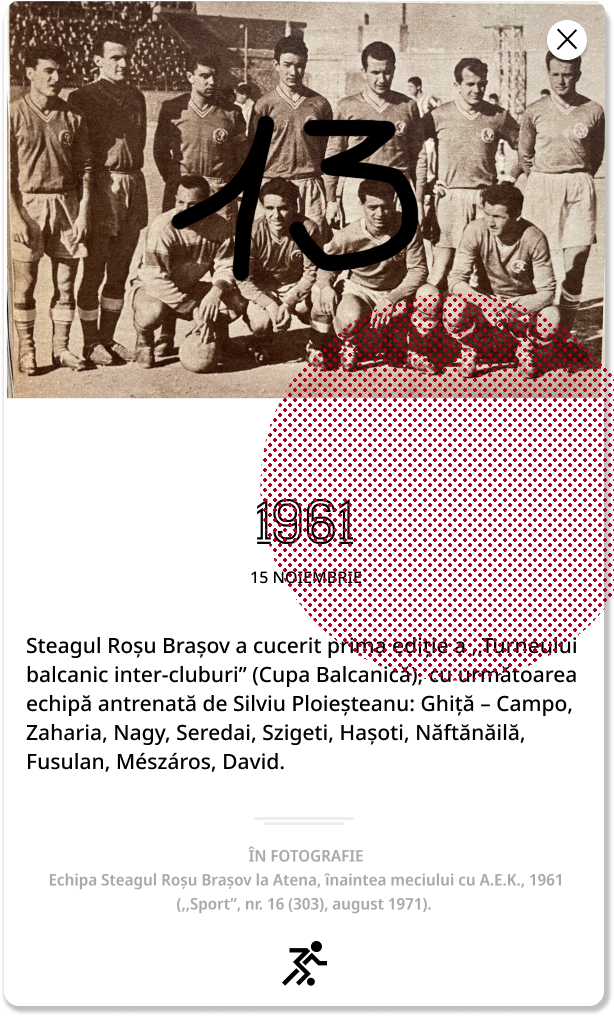 13
1961
15 NOIEMBRIE
Steagul Roșu Brașov a cucerit prima ediție a ,,Turneului
balcanic inter-cluburi” (Cupa Balcanică), cu următoarea
echipă antrenată de Silviu Ploieșteanu: Ghiță – Campo,
Zaharia, Nagy, Seredai, Szigeti, Hașoti, Năftănăilă,
Fusulan, Mészáros, David.
ÎN FOTOGRAFIE
Echipa Steagul Roșu Brașov la Atena, înaintea meciului cu A.E.K., 1961
(,,Sport”, nr. 16 (303), august 1971).